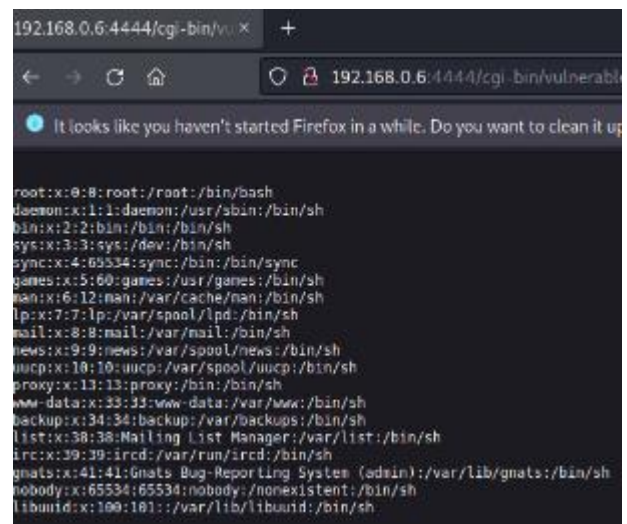 192.168.0.6:4444/cgi-bin/vu
192.168.0.6:4444/cgi-bin/vulnerable
It looks like you haven't started Firefox in a while. Do you want to clean it up
root:x:0:0:root:/root:/bin/bash
daemon:x:1:1:daemon:/usr/sbin:/bin/sh
bin:x:2:2:bin:/bin:/bin/sh
sys:x:3:3:sys:/dev:/bin/sh
sync:x:4:65534:sync:/bin:/bin/sync
games:x:5:60:games:/usr/games:/bin/sh
man:x:6:12:man:/var/cache/man:/bin/sh
lp:x:7:7:lp:/var/spool/lpd:/bin/sh
mail:x:8:8:mail:/var/mail:/bin/sh
news:x:9:9:news:/var/spool/news:/bin/sh
uucp:x:10:10:uucp:/var/spool/uucp:/bin/sh
proxy:x:13:13:proxy:/bin:/bin/sh
www-data:x:33:33:www-data:/var/www:/bin/sh
backup:x:34:34:backup:/var/backups:/bin/sh
list:x:38:38:Mailing List Manager:/var/list:/bin/sh
irc:x:39:39:ircd:/var/run/ircd:/bin/sh
gnats:x:41:41:Gnats Bug-Reporting System (admin):/var/lib/gnats:/bin/sh
nobody:x:65534:65534:nobody:/nonexistent:/bin/sh
libuuid:x:100:101::/var/lib/libuuid:/bin/sh